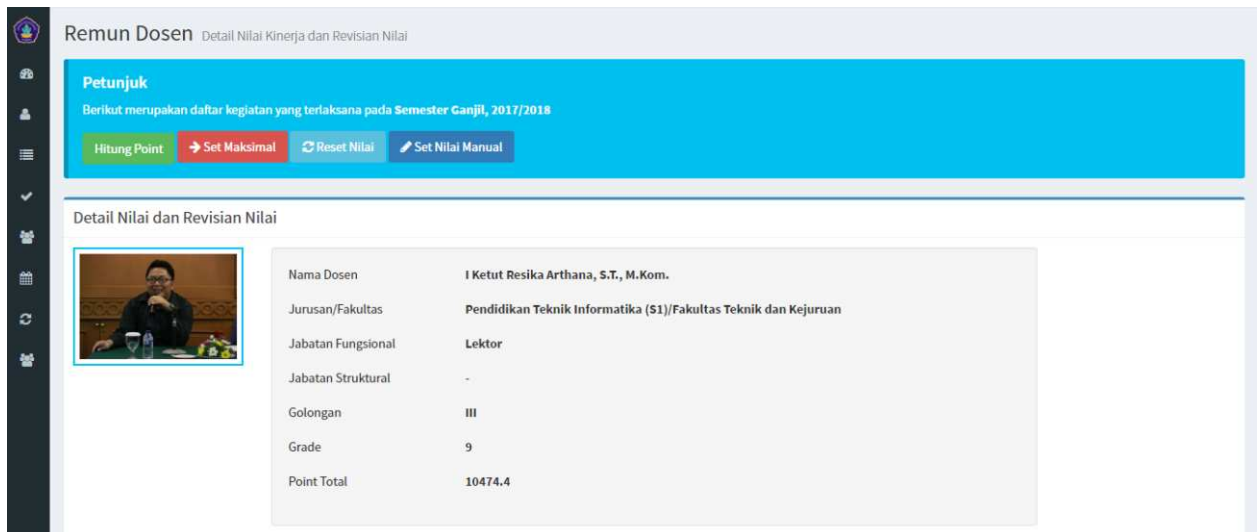 Remun Dosen Detail Nilai Kinerja dan Revisian Nilai
Petunjuk
Berikut merupakan daftar kegiatan yang terlaksana pada Semester Ganjil, 2017/2018
Hitung Point Set Maksimal Reset Nilai Set Nilai Manual
Detail Nilai dan Revisian Nilai
Nama Dosen I Ketut Resika Arthana, S.T., M.Kom.
Jurusan/Fakultas Pendidikan Teknik Informatika (S1)/Fakultas Teknik dan Kejuruan
Jabatan Fungsional Lektor
Jabatan Struktural -
Golongan III
Grade 9
Point Total 10474.4